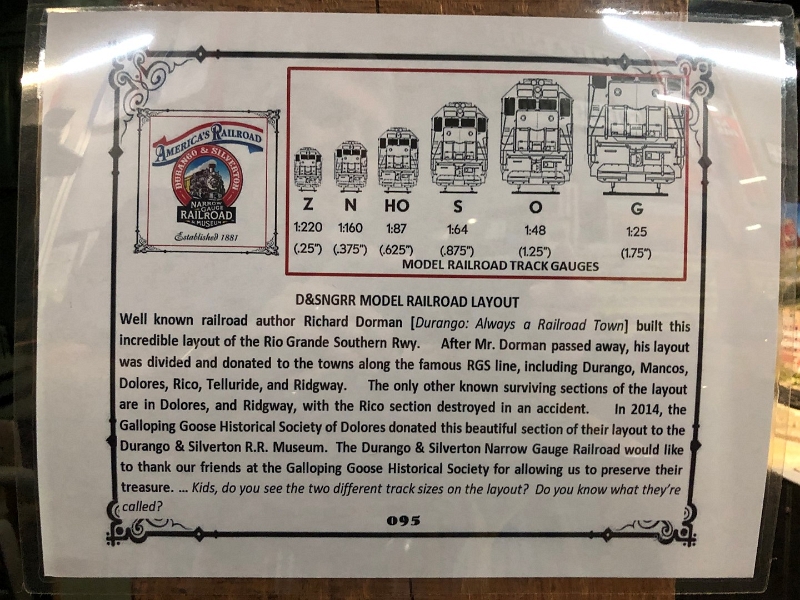 AMERICA'S RAILROAD
DURANGO & SILVERTON
NARROW
GAUGE
RAILROAD
& MUSEUM
Established 1881
Z N HO S O G
1:220 1:160 1:87 1:64 1:48 1:25
(.25") (.375") (.625") (.875") (1.25") (1.75")
MODEL RAILROAD TRACK GAUGES
D&SNGRR MODEL RAILROAD LAYOUT
Well known railroad author Richard Dorman [Durango: Always a Railroad Town] built this
incredible layout of the Rio Grande Southern Rwy. After Mr. Dorman passed away, his layout
was divided and donated to the towns along the famous RGS line, including Durango, Mancos,
Dolores, Rico, Telluride, and Ridgway. The only other known surviving sections of the layout
are in Dolores, and Ridgway, with the Rico section destroyed in an accident. In 2014, the
Galloping Goose Historical Society of Dolores donated this beautiful section of their layout to the
Durango & Silverton R.R. Museum. The Durango & Silverton Narrow Gauge Railroad would like
to thank our friends at the Galloping Goose Historical Society for allowing us to preserve their
treasure. ... Kids, do you see the two different track sizes on the layout? Do you know what they're
called?
095